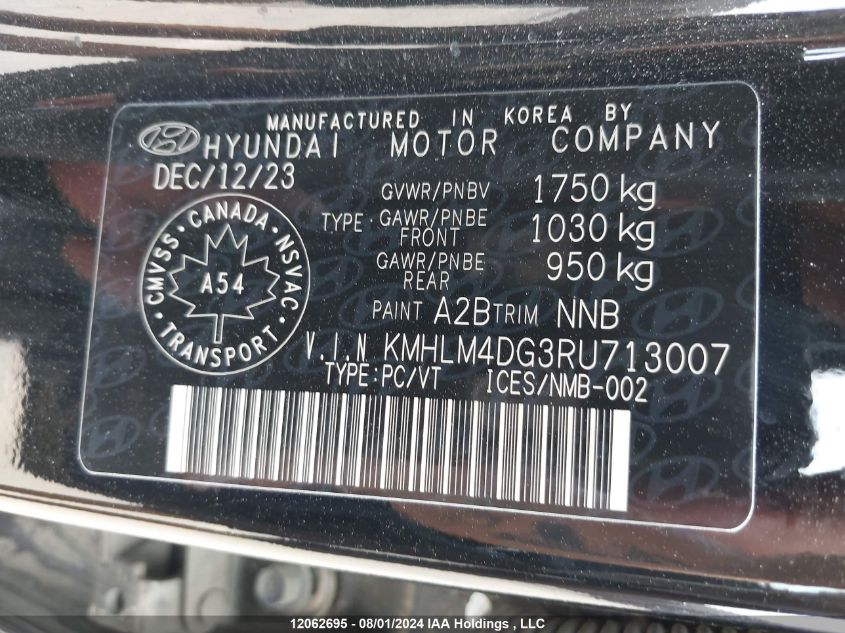 MANUFACTURED IN KOREA BY
HYUNDAI MOTOR COMPANY
DEC/12/23
GVWR/PNBV 1750 kg
TYPE · GAWR/PNBE FRONT 1030 kg
GAWR/PNBE REAR 950 kg
CMVSS · CANADA · NSVAC
A54
TRANSPORT
PAINT A2B TRIM NNB
V.I.N KMHLM4DG3RU713007
TYPE:PC/VT ICES/NMB-002
12062695 - 08/01/2024 IAA Holdings , LLC